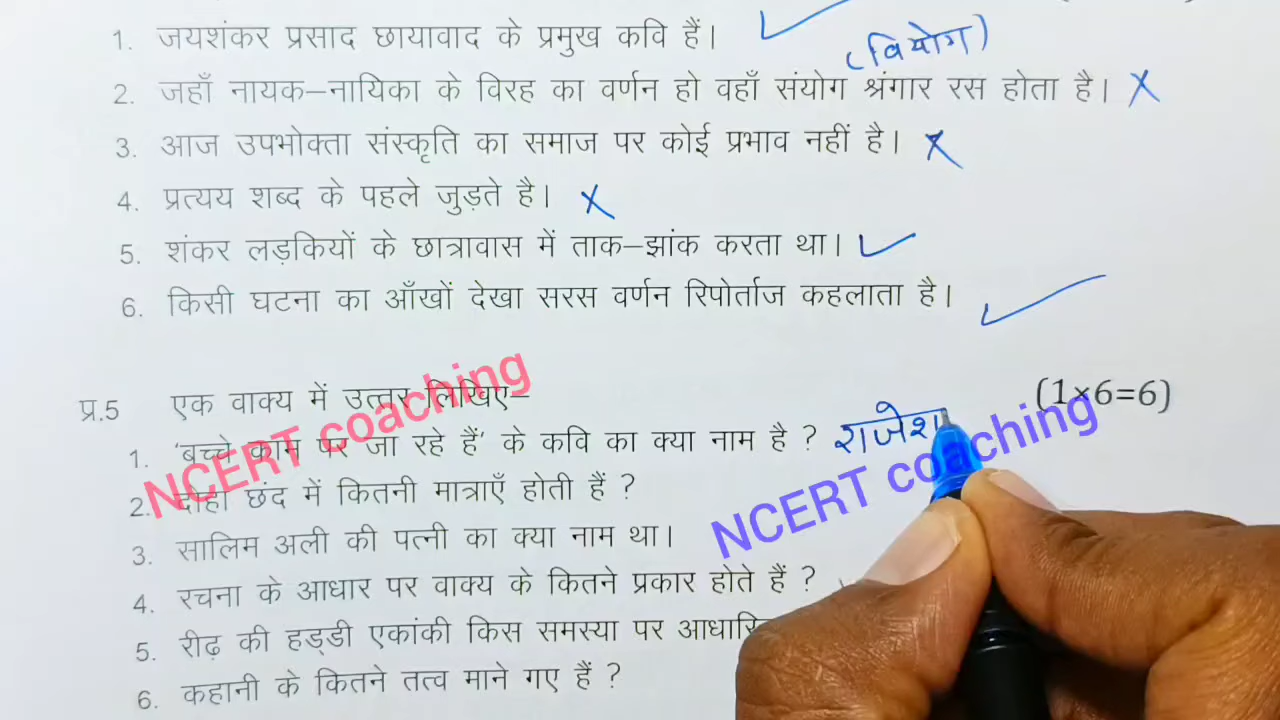 1. जयशंकर प्रसाद छायावाद के प्रमुख कवि हैं।
(वियोग)
2. जहाँ नायक–नायिका के विरह का वर्णन हो वहाँ संयोग श्रंगार रस होता है। X
3. आज उपभोक्ता संस्कृति का समाज पर कोई प्रभाव नहीं है। X
4. प्रत्यय शब्द के पहले जुड़ते है। X
5. शंकर लड़कियों के छात्रावास में ताक–झांक करता था।
6. किसी घटना का आँखों देखा सरस वर्णन रिपोर्ताज कहलाता है।
प्र.5 एक वाक्य में उत्तर लिखिए– (1×6=6)
1. 'बच्चे काम पर जा रहे हैं' के कवि का क्या नाम है ? राजेश
NCERT coaching
NCERT coaching
2. दोहा छंद में कितनी मात्राएँ होती हैं ?
3. सालिम अली की पत्नी का क्या नाम था।
4. रचना के आधार पर वाक्य के कितने प्रकार होते हैं ?
5. रीढ़ की हड्डी एकांकी किस समस्या पर
6. कहानी के कितने तत्व माने गए हैं ?